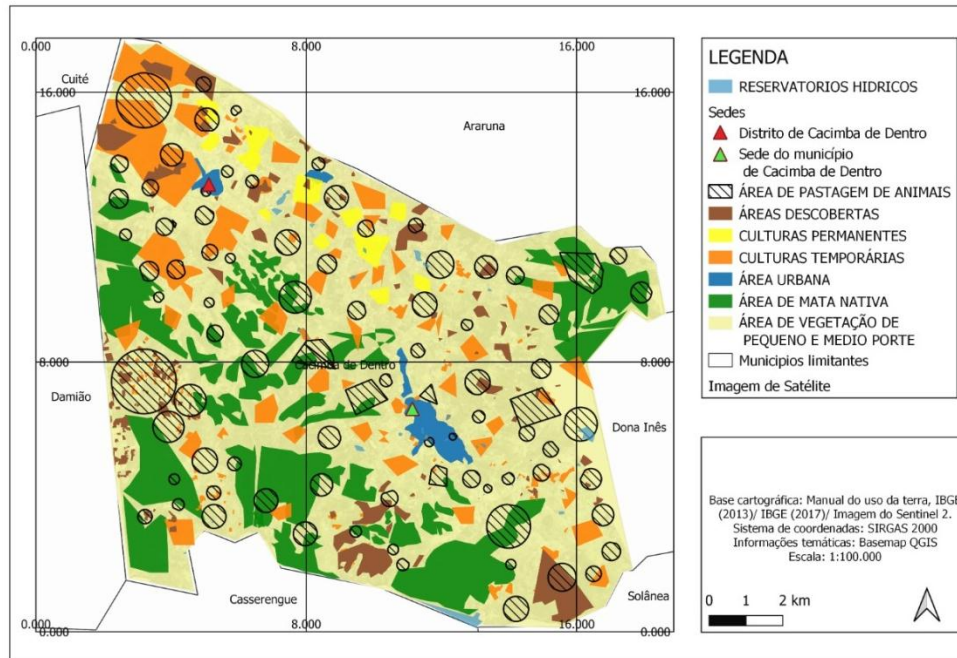 0.000
8.000
16.000
16.000
16.000
Cuité
Araruna
8.000
8.000
Cacimba de Dentro
Damião
Dona Inês
Casserengue
Solânea
0.000
0.000
8.000
16.000
0.000
LEGENDA
RESERVATORIOS HIDRICOS
Sedes
Distrito de Cacimba de Dentro
Sede do município
de Cacimba de Dentro
ÁREA DE PASTAGEM DE ANIMAIS
ÁREAS DESCOBERTAS
CULTURAS PERMANENTES
CULTURAS TEMPORÁRIAS
ÁREA URBANA
ÁREA DE MATA NATIVA
ÁREA DE VEGETAÇÃO DE
PEQUENO E MEDIO PORTE
Municipios limitantes
Imagem de Satélite
Base cartográfica: Manual do uso da terra, IBGE
(2013)/ IBGE (2017)/ Imagem do Sentinel 2.
Sistema de coordenadas: SIRGAS 2000
Informações temáticas: Basemap QGIS
Escala: 1:100.000
0 1 2 km